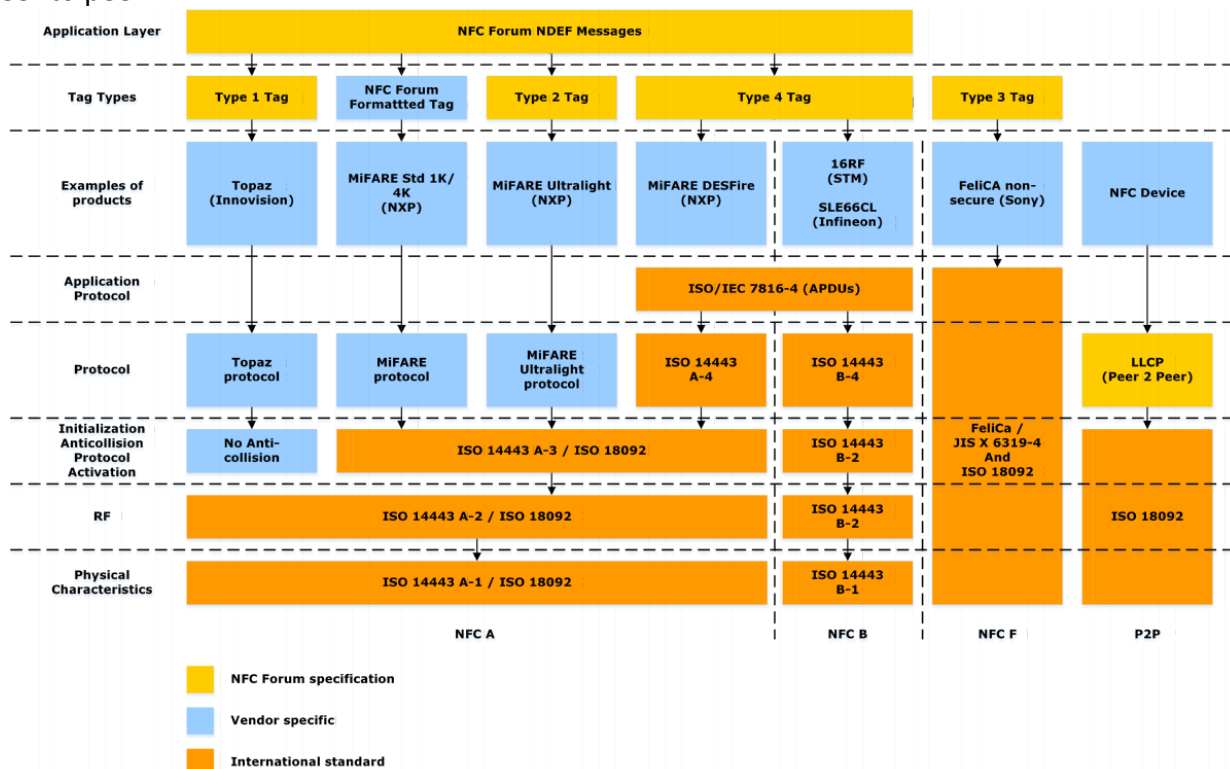 Application Layer
NFC Forum NDEF Messages
Tag Types
Type 1 Tag
NFC Forum
Formattted Tag
Type 2 Tag
Type 4 Tag
Type 3 Tag
Examples of
products
Topaz
(Innovision)
MiFARE Std 1K/
4K
(NXP)
MiFARE Ultralight
(NXP)
MiFARE DESFire
(NXP)
16RF
(STM)
SLE66CL
(Infineon)
FeliCA non-
secure (Sony)
NFC Device
Application
Protocol
ISO/IEC 7816-4 (APDUs)
Protocol
Topaz
protocol
MiFARE
protocol
MiFARE
Ultralight
protocol
ISO 14443
A-4
ISO 14443
B-4
LLCP
(Peer 2 Peer)
Initialization
Anticollision
Protocol
Activation
No Anti-
collision
ISO 14443 A-3 / ISO 18092
ISO 14443
B-2
FeliCa /
JIS X 6319-4
And
ISO 18092
RF
ISO 14443 A-2 / ISO 18092
ISO 14443
B-2
ISO 18092
Physical
Characteristics
ISO 14443 A-1 / ISO 18092
ISO 14443
B-1
NFC A
NFC B
NFC F
P2P
NFC Forum specification
Vendor specific
International standard